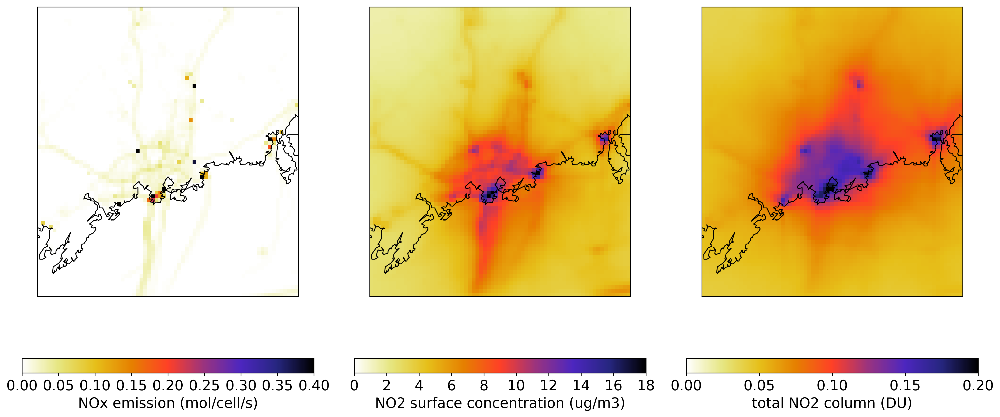 0.00 0.05 0.10 0.15 0.20 0.25 0.30 0.35 0.40
NOx emission (mol/cell/s)
0 2 4 6 8 10 12 14 16 18
NO2 surface concentration (ug/m3)
0.00 0.05 0.10 0.15 0.20
total NO2 column (DU)